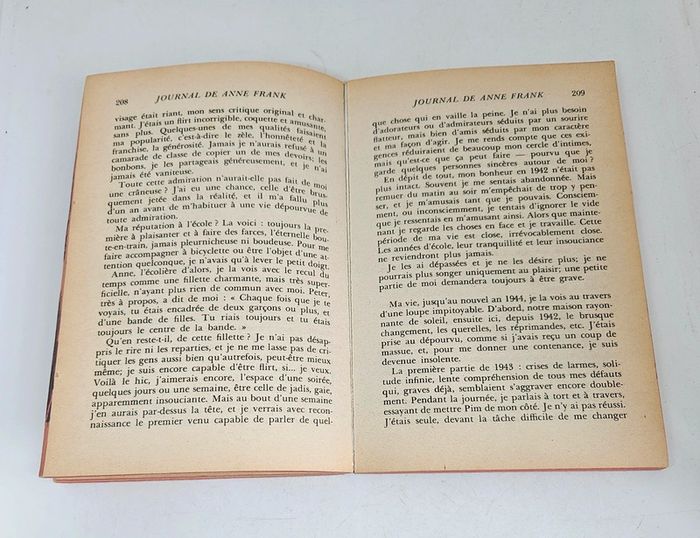 208
JOURNAL DE ANNE FRANK
visage était riant, mon sens critique original et char-
mant. J'étais un flirt incorrigible, coquette et amusante,
sans plus. Quelques-unes de mes qualités faisaient
ma popularité, c'est-à-dire le zèle, l'honnêteté et la
franchise, la générosité. Jamais je n'aurais refusé à un
camarade de classe de copier un de mes devoirs; les
bonbons, je les partageais généreusement, et je n'ai
jamais été vaniteuse.
Toute cette admiration n'aurait-elle pas fait de moi
une crâneuse ? J'ai eu une chance, celle d'être brus-
quement jetée dans la réalité, et il m'a fallu plus
d'un an avant de m'habituer à une vie dépourvue de
toute admiration.
Ma réputation à l'école ? La voici : toujours la pre-
mière à plaisanter et à faire des farces, l'éternelle bou-
te-en-train, jamais pleurnicheuse ni boudeuse. Pour me
faire accompagner à bicyclette ou être l'objet d'une at-
tention quelconque, je n'avais qu'à lever le petit doigt.
Anne, l'écolière d'alors, je la vois avec le recul du
temps comme une fillette charmante, mais très super-
ficielle, n'ayant plus rien de commun avec moi. Peter,
très à propos, a dit de moi : « Chaque fois que je te
voyais, tu étais encadrée de deux garçons ou plus, et
d'une bande de filles. Tu riais toujours et tu étais
toujours le centre de la bande. »
Qu'en reste-t-il, de cette fillette ? Je n'ai pas désap-
pris le rire ni les reparties, et je ne me lasse pas de cri-
tiquer les gens aussi bien qu'autrefois, peut-être mieux
même; je suis encore capable d'être flirt, si... je veux.
Voilà le hic, j'aimerais encore, l'espace d'une soirée,
quelques jours ou une semaine, être celle de jadis, gaie,
apparemment insouciante. Mais au bout d'une semaine
j'en aurais par-dessus la tête, et je verrais avec recon-
naissance le premier venu capable de parler de quel-
JOURNAL DE ANNE FRANK
209
que chose qui en vaille la peine. Je n'ai plus besoin
d'adorateurs ou d'admirateurs séduits par un sourire
flatteur, mais bien d'amis séduits par mon caractère
et ma façon d'agir. Je me rends compte que ces exi-
gences réduiraient de beaucoup mon cercle d'intimes,
mais qu'est-ce que ça peut faire — pourvu que je
garde quelques personnes sincères autour de moi ?
En dépit de tout, mon bonheur en 1942 n'était pas
plus intact. Souvent je me sentais abandonnée. Mais
remuer du matin au soir m'empêchait de trop y pen-
ser, et je m'amusais tant que je pouvais. Consciem-
ment, ou inconsciemment, je tentais d'ignorer le vide
que je ressentais en m'amusant ainsi. Alors que mainte-
nant je regarde les choses en face et je travaille. Cette
période de ma vie est close, irrévocablement close.
Les années d'école, leur tranquillité et leur insouciance
ne reviendront plus jamais.
Je les ai dépassées et je ne les désire plus; je ne
pourrais plus songer uniquement au plaisir; une petite
partie de moi demandera toujours à être grave.
Ma vie, jusqu'au nouvel an 1944, je la vois au travers
d'une loupe impitoyable. D'abord, notre maison rayon-
nante de soleil, ensuite ici, depuis 1942, le brusque
changement, les querelles, les réprimandes, etc. J'étais
prise au dépourvu, comme si j'avais reçu un coup de
massue, et, pour me donner une contenance, je suis
devenue insolente.
La première partie de 1943 : crises de larmes, soli-
tude infinie, lente compréhension de tous mes défauts
qui, graves déjà, semblaient s'aggraver encore double-
ment. Pendant la journée, je parlais à tort et à travers,
essayant de mettre Pim de mon côté. Je n'y ai pas réussi.
J'étais seule, devant la tâche difficile de me changer